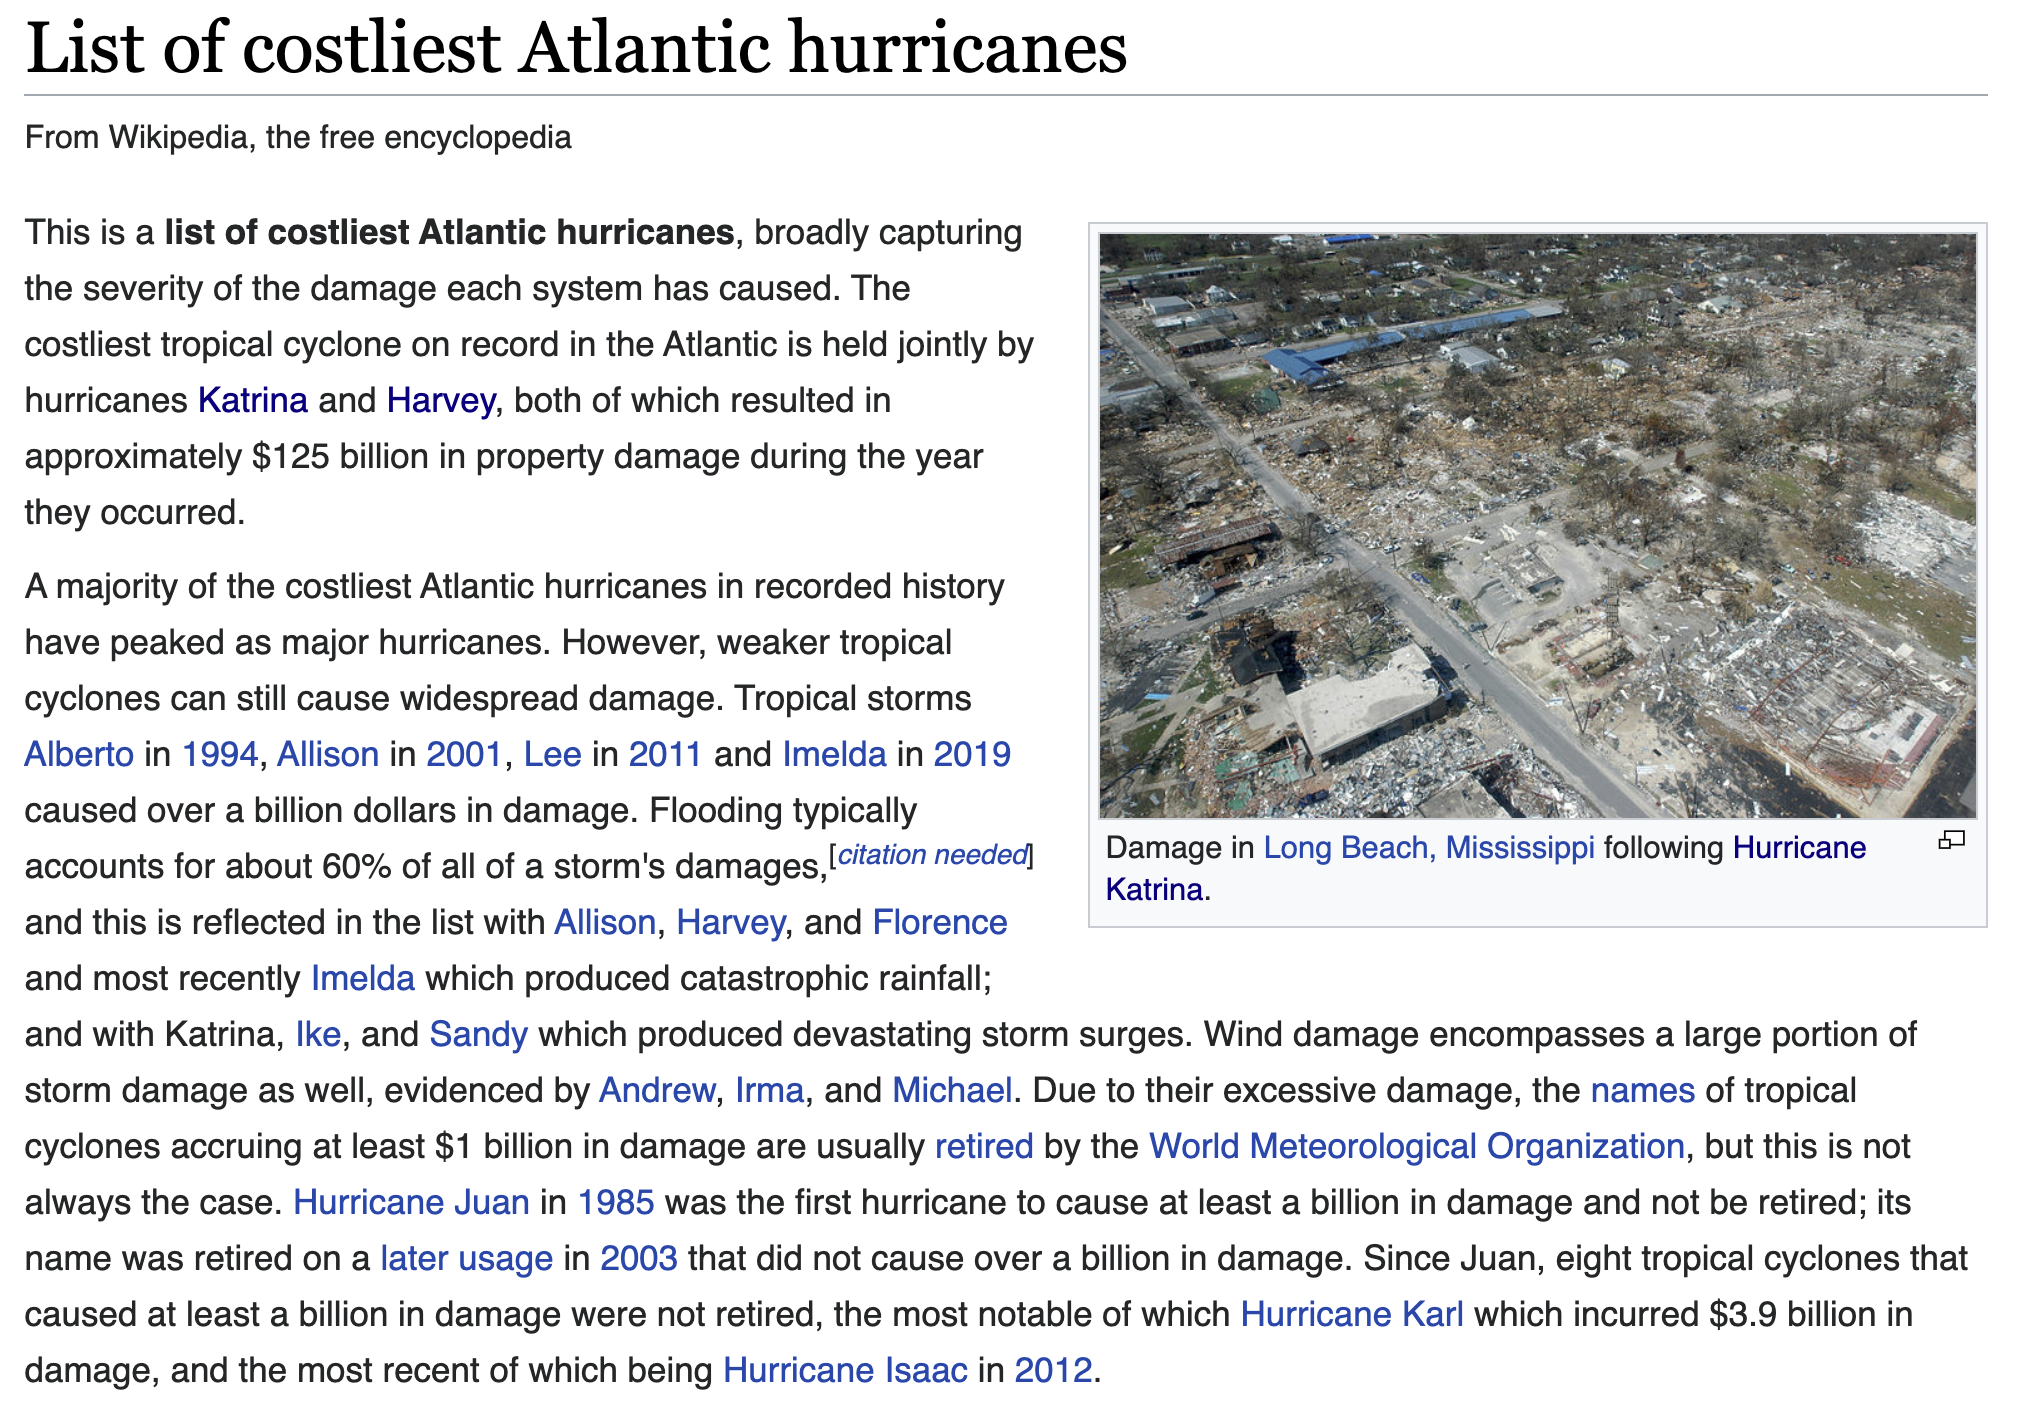 List of costliest Atlantic hurricanes
From Wikipedia, the free encyclopedia
This is a list of costliest Atlantic hurricanes, broadly capturing
the severity of the damage each system has caused. The
costliest tropical cyclone on record in the Atlantic is held jointly by
hurricanes Katrina and Harvey, both of which resulted in
approximately $125 billion in property damage during the year
they occurred.
A majority of the costliest Atlantic hurricanes in recorded history
have peaked as major hurricanes. However, weaker tropical
cyclones can still cause widespread damage. Tropical storms
Alberto in 1994, Allison in 2001, Lee in 2011 and Imelda in 2019
caused over a billion dollars in damage. Flooding typically
accounts for about 60% of all of a storm's damages,[citation needed]
and this is reflected in the list with Allison, Harvey, and Florence
and most recently Imelda which produced catastrophic rainfall;
and with Katrina, Ike, and Sandy which produced devastating storm surges. Wind damage encompasses a large portion of
storm damage as well, evidenced by Andrew, Irma, and Michael. Due to their excessive damage, the names of tropical
cyclones accruing at least $1 billion in damage are usually retired by the World Meteorological Organization, but this is not
always the case. Hurricane Juan in 1985 was the first hurricane to cause at least a billion in damage and not be retired; its
name was retired on a later usage in 2003 that did not cause over a billion in damage. Since Juan, eight tropical cyclones that
caused at least a billion in damage were not retired, the most notable of which Hurricane Karl which incurred $3.9 billion in
damage, and the most recent of which being Hurricane Isaac in 2012.
Damage in Long Beach, Mississippi following Hurricane
Katrina.